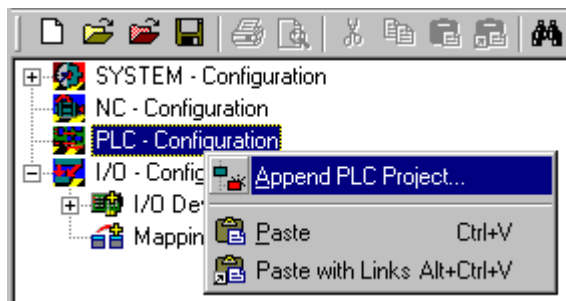 SYSTEM - Configuration
NC - Configuration
PLC - Configuration
I/O - Config
Append PLC Project...
I/O De
Paste Ctrl+V
Mappin
Paste with Links Alt+Ctrl+V